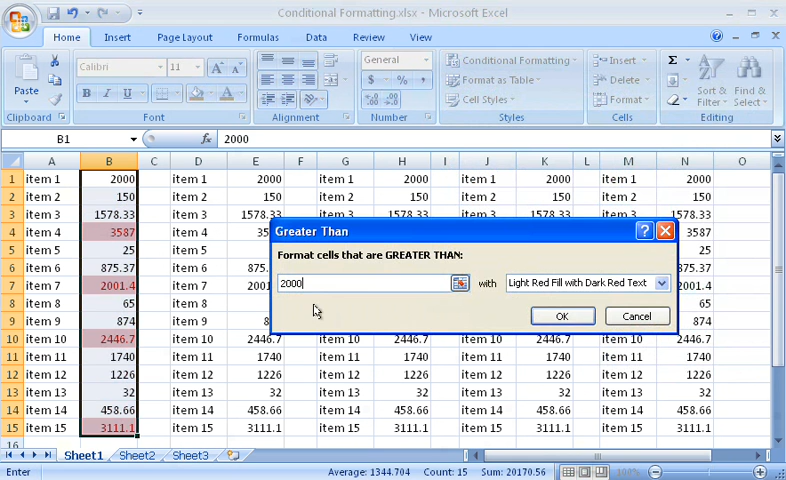 Conditional Formatting.xlsx - Microsoft Excel
Home Insert Page Layout Formulas Data Review View
Paste Calibri 11 A A General Conditional Formatting Insert Σ
B I U A $ % , Format as Table Delete Sort & Find &
Cell Styles Format Filter Select
Clipboard Font Alignment Number Styles Cells Editing
B1 fx 2000
A B C D E F G H I J K L M N O
1 item 1 2000 item 1 2000 item 1 2000 item 1 2000 item 1 2000
2 item 2 150 item 2 150 item 2 150 item 2 150 item 2 150
3 item 3 1578.33 item 3 1578.33 item 3 1578.33 item 3 1578.33 item 3 1578.33
4 item 4 3587 item 4 3587
5 item 5 25 item 5 25
6 item 6 875.37 item 6 875.37
7 item 7 2001.4 item 7 2001.4
8 item 8 65 item 8 65
9 item 9 874 item 9 874
10 item 10 2446.7 item 10 2446.7 item 10 2446.7 item 10 2446.7 item 10 2446.7
11 item 11 1740 item 11 1740 item 11 1740 item 11 1740 item 11 1740
12 item 12 1226 item 12 1226 item 12 1226 item 12 1226 item 12 1226
13 item 13 32 item 13 32 item 13 32 item 13 32 item 13 32
14 item 14 458.66 item 14 458.66 item 14 458.66 item 14 458.66 item 14 458.66
15 item 15 3111.1 item 15 3111.1 item 15 3111.1 item 15 3111.1 item 15 3111.1
16
Greater Than
Format cells that are GREATER THAN:
2000 with Light Red Fill with Dark Red Text
OK Cancel
Sheet1 Sheet2 Sheet3
Enter Average: 1344.704 Count: 15 Sum: 20170.56 100%